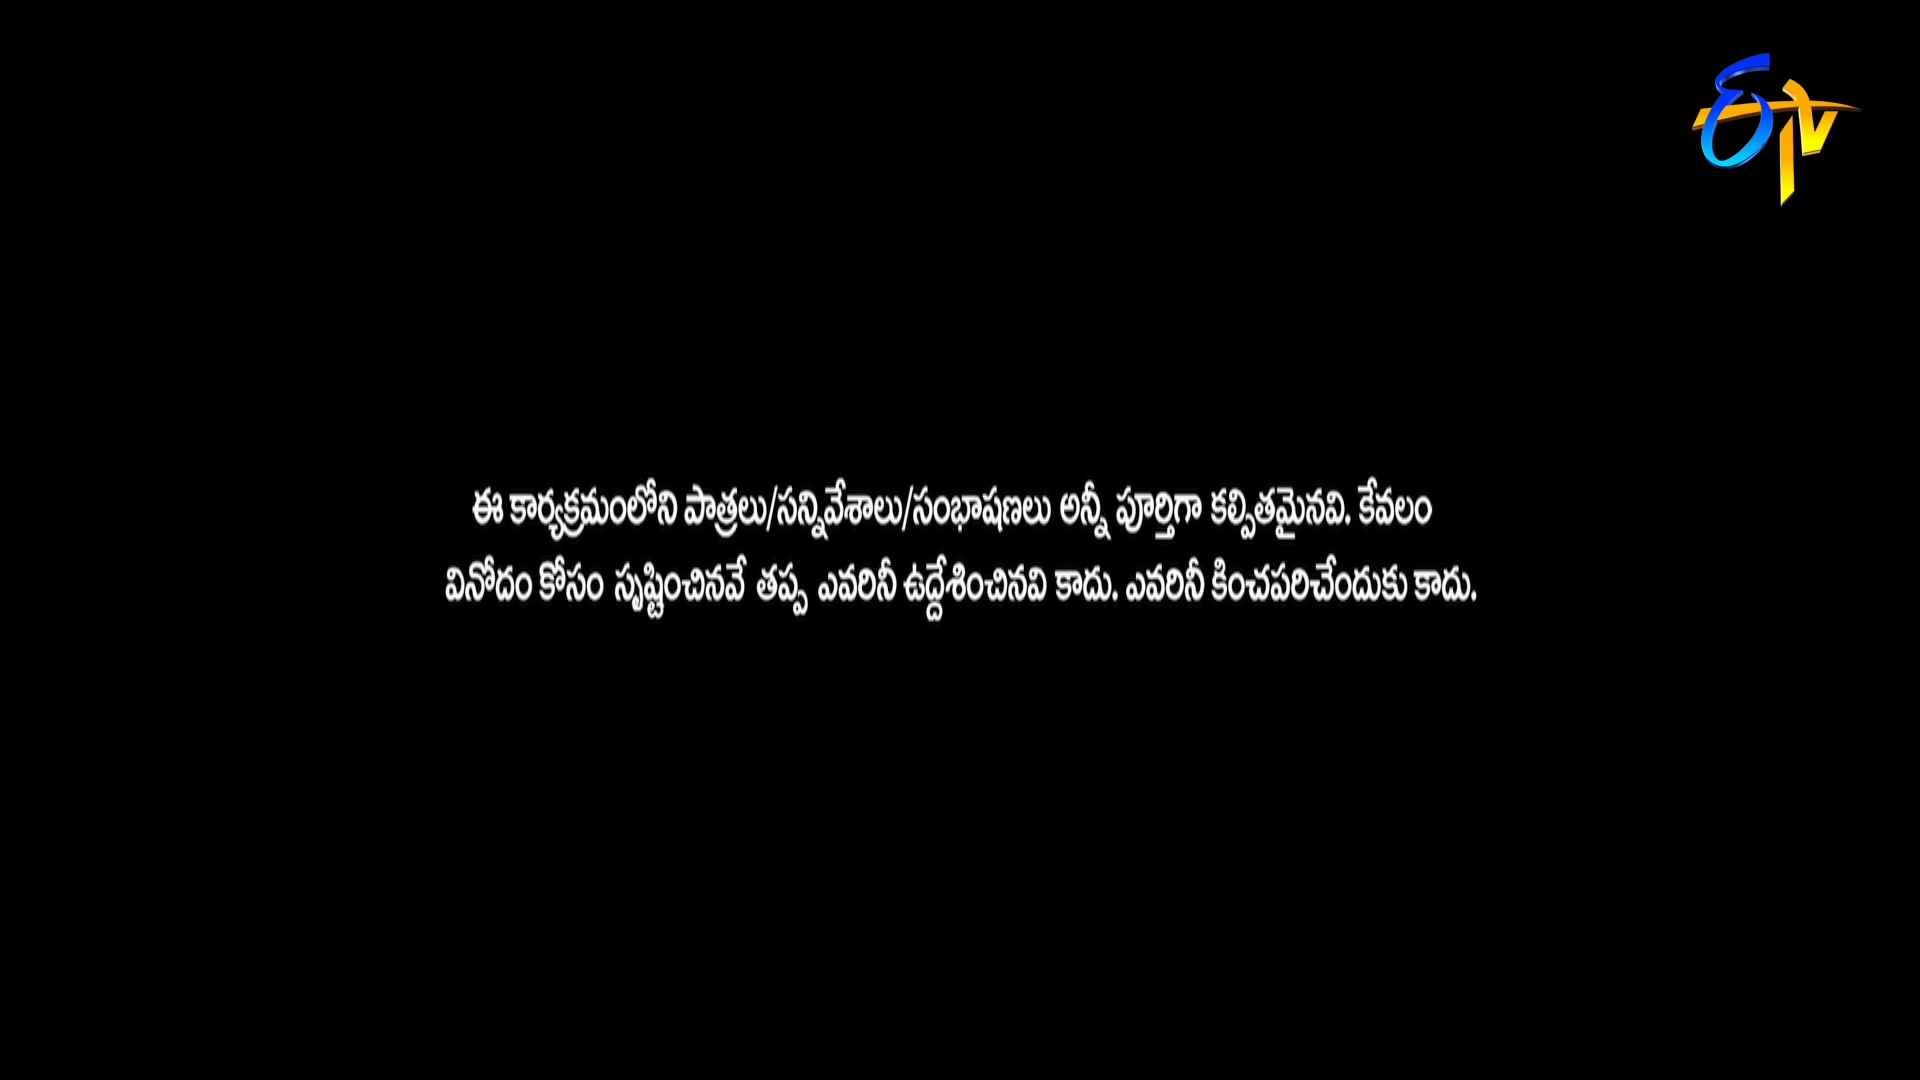 ETV
ఈ కార్యక్రమంలోని పాత్రలు/సన్నివేశాలు/సంభాషణలు అన్నీ పూర్తిగా కల్పితమైనవి. కేవలం
వినోదం కోసం సృష్టించినవే తప్ప ఎవరినీ ఉద్దేశించినవి కాదు. ఎవరినీ కించపరిచేందుకు కాదు.